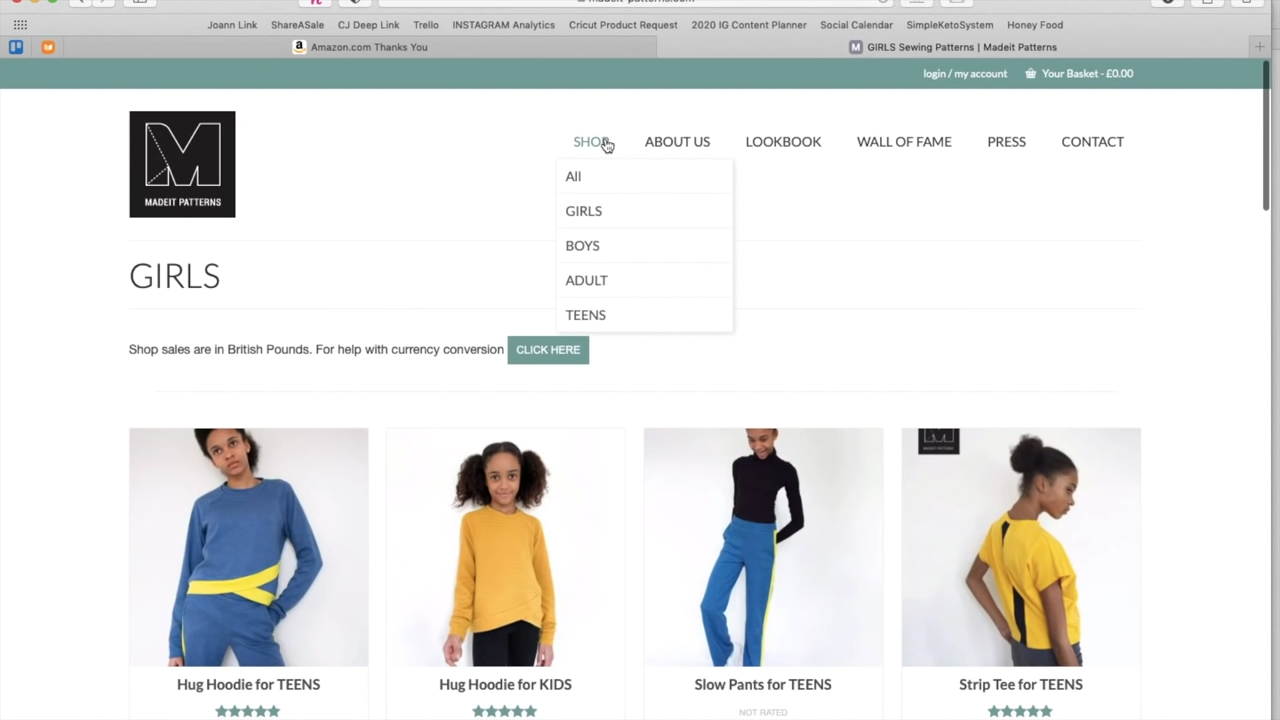 madeit-patterns.com
Joann Link ShareASale CJ Deep Link Trello INSTAGRAM Analytics Cricut Product Request 2020 IG Content Planner Social Calendar SimpleKetoSystem Honey Food
Amazon.com Thanks You
M GIRLS Sewing Patterns | Madeit Patterns
login / my account Your Basket - £0.00
M
MADEIT PATTERNS
SHOP ABOUT US LOOKBOOK WALL OF FAME PRESS CONTACT
All
GIRLS
BOYS
ADULT
TEENS
GIRLS
Shop sales are in British Pounds. For help with currency conversion CLICK HERE
Hug Hoodie for TEENS
Hug Hoodie for KIDS
Slow Pants for TEENS
NOT RATED
Strip Tee for TEENS